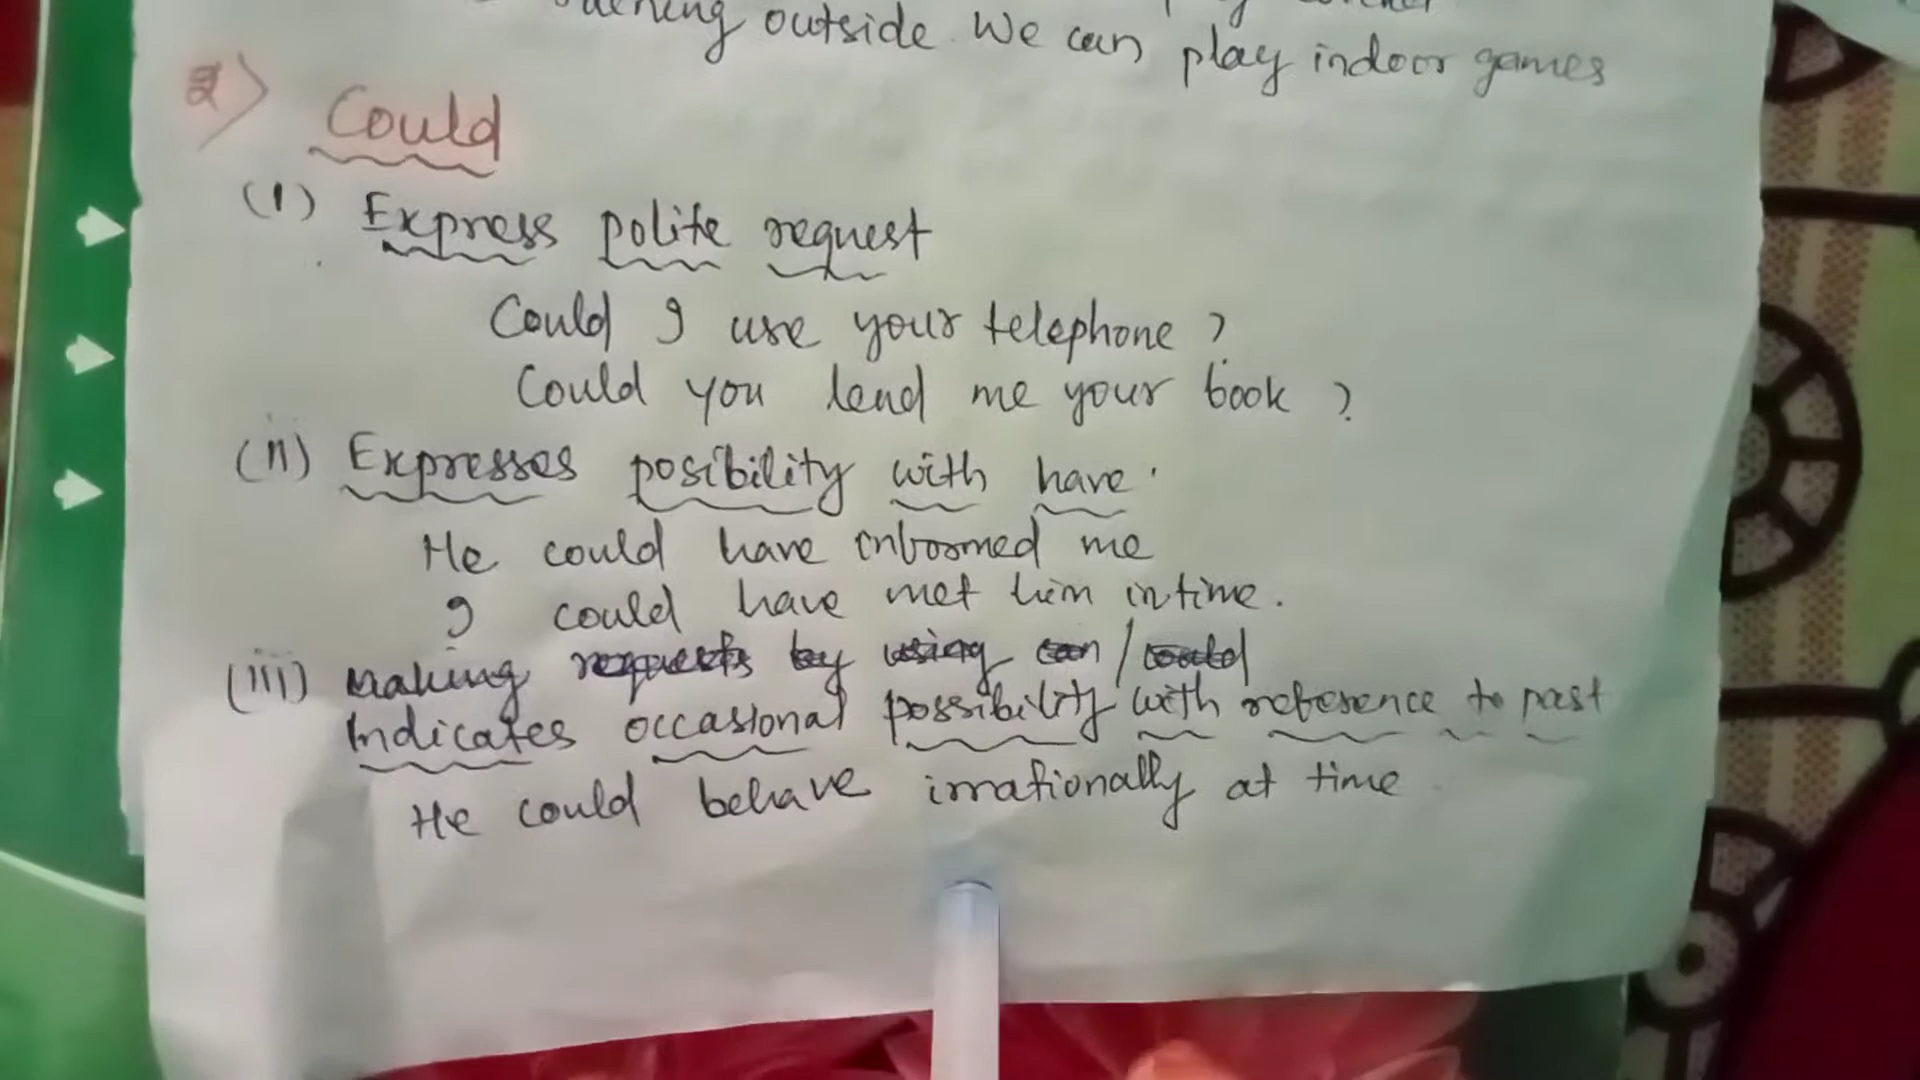 outside. We can play indoor games
2) Could
(i) Express polite request
Could I use your telephone ?
Could you lend me your book ?
(ii) Expresses posibility with have.
He could have informed me
I could have met him in time.
(iii) Making requests by using can / could
Indicates occasional possibility with reference to past
He could behave irrationally at time.